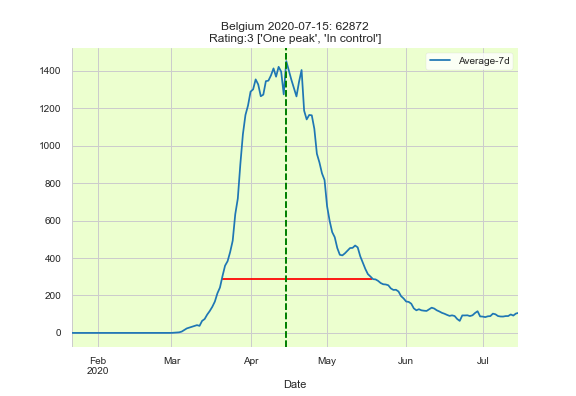 Belgium 2020-07-15: 62872
Rating:3 ['One peak', 'In control']
Average-7d
1400
1200
1000
800
600
400
200
0
Feb Mar Apr May Jun Jul
2020
Date